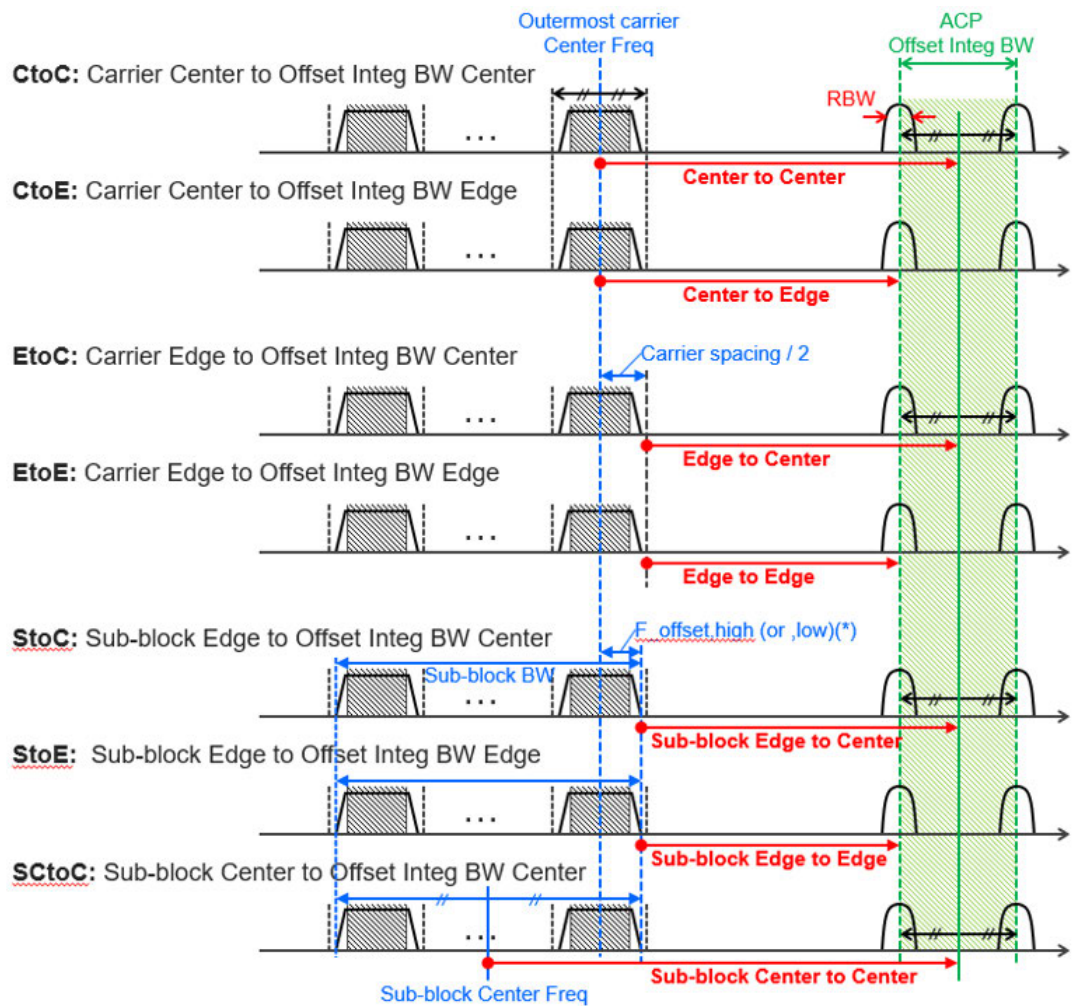 Outermost carrier
Center Freq
ACP
Offset Integ BW
CtoC: Carrier Center to Offset Integ BW Center
RBW
Center to Center
CtoE: Carrier Center to Offset Integ BW Edge
Center to Edge
EtoC: Carrier Edge to Offset Integ BW Center
Carrier spacing / 2
Edge to Center
EtoE: Carrier Edge to Offset Integ BW Edge
Edge to Edge
StoC: Sub-block Edge to Offset Integ BW Center
F_offset,high (or ,low)(*)
Sub-block BW
Sub-block Edge to Center
StoE: Sub-block Edge to Offset Integ BW Edge
Sub-block Edge to Edge
SCtoC: Sub-block Center to Offset Integ BW Center
Sub-block Center to Center
Sub-block Center Freq